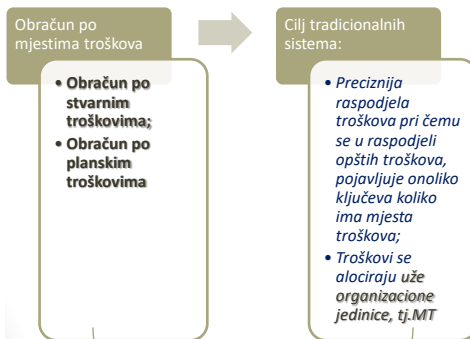 Obračun po
mjestima troškova
• Obračun po
stvarnim
troškovima;
• Obračun po
planskim
troškovima
Cilj tradicionalnih
sistema:
• Preciznija
raspodjela
troškova pri čemu
se u raspodjeli
opštih troškova,
pojavljuje onoliko
ključeva koliko
ima mjesta
troškova;
• Troškovi se
alociraju uže
organizacione
jedinice, tj.MT